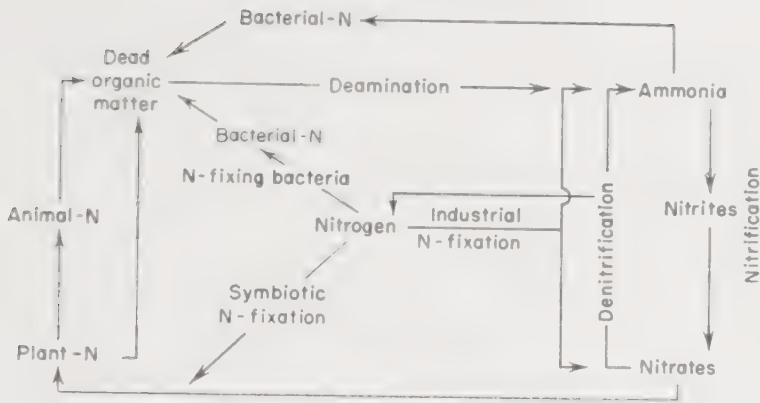 Bacterial-N
Dead
organic
matter
Deamination
Ammonia
Bacterial-N
N-fixing bacteria
Animal-N
Nitrogen
Industrial
N-fixation
Denitrification
Nitrites
Nitrification
Symbiotic
N-fixation
Plant-N
Nitrates